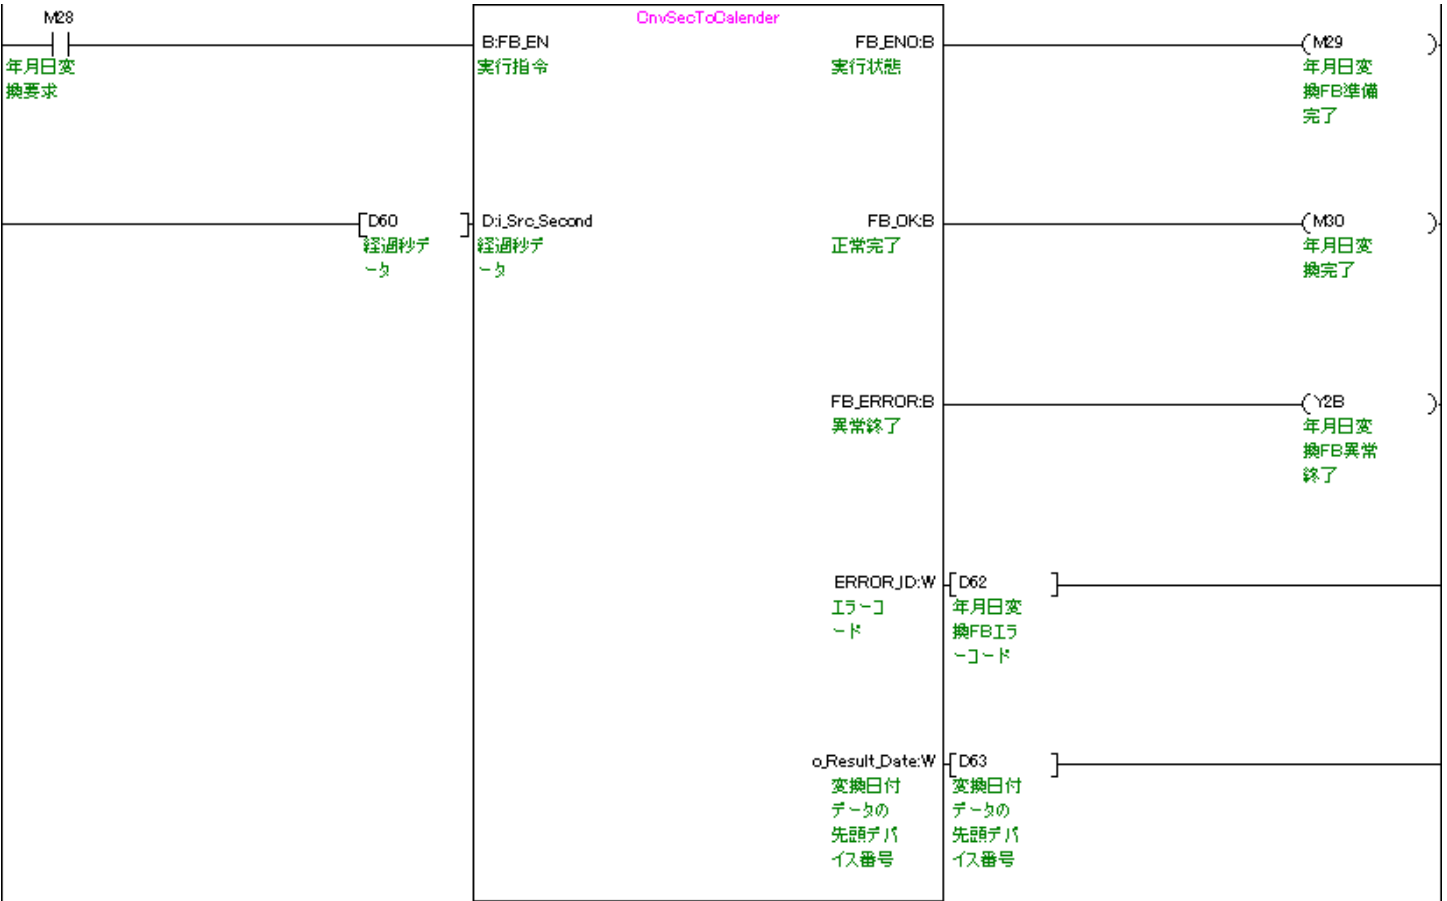 CnvSecToCalender
M28
年月日変
換要求
B:FB_EN
実行指令
FB_ENO:B
実行状態
M29
年月日変
換FB準備
完了
D60
経過秒デ
ータ
D:i_Src_Second
経過秒デ
ータ
FB_OK:B
正常完了
M30
年月日変
換完了
FB_ERROR:B
異常終了
Y2B
年月日変
換FB異常
終了
ERROR_ID:W
エラーコ
ード
D62
年月日変
換FBエラ
ーコード
o_Result_Date:W
変換日付
データの
先頭デバ
イス番号
D63
変換日付
データの
先頭デバ
イス番号